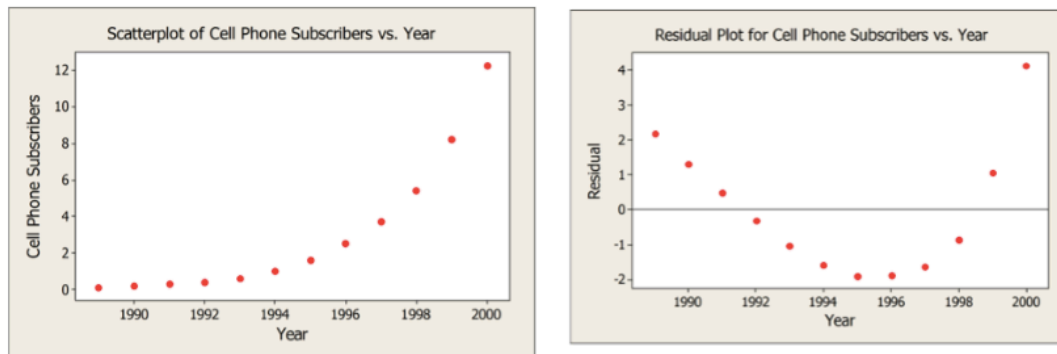 Scatterplot of Cell Phone Subscribers vs. Year
12
10
8
6
4
2
0
Cell Phone Subscribers
1990 1992 1994 1996 1998 2000
Year
Residual Plot for Cell Phone Subscribers vs. Year
4
3
2
1
0
-1
-2
Residual
1990 1992 1994 1996 1998 2000
Year